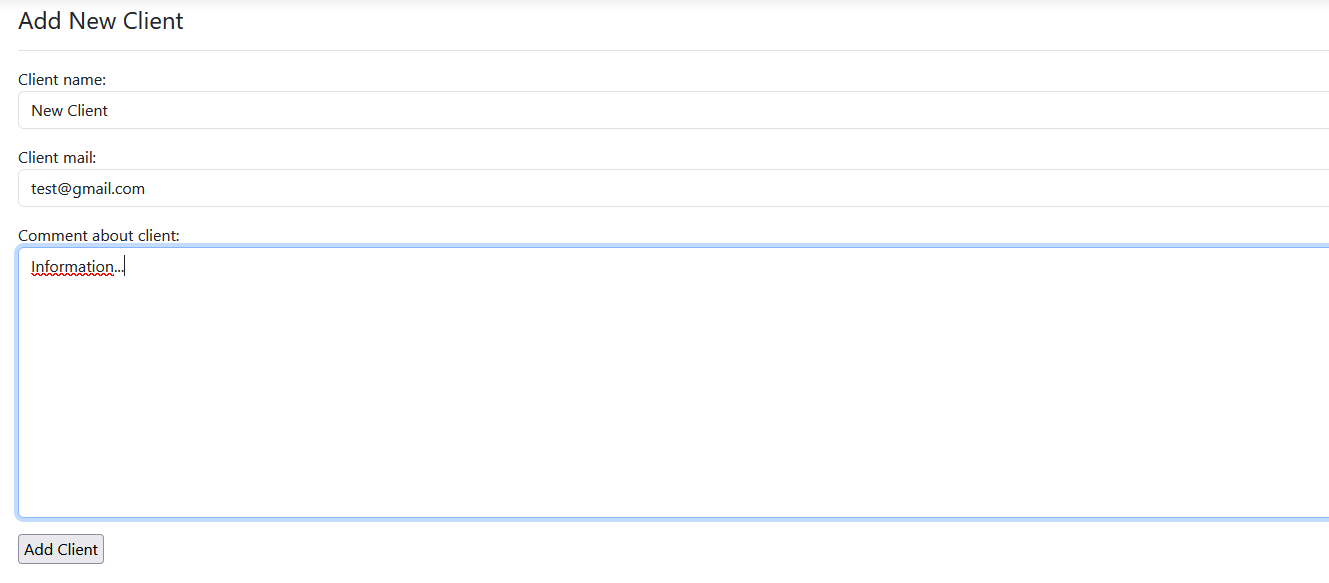 Add New Client
Client name:
New Client
Client mail:
test@gmail.com
Comment about client:
Information...
Add Client